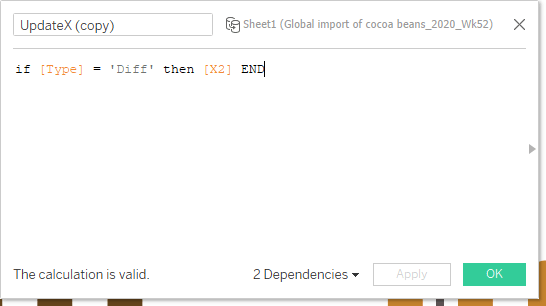 UpdateX (copy) Sheet1 (Global import of cocoa beans_2020_Wk52)
if [Type] = 'Diff' then [X2] END
The calculation is valid. 2 Dependencies Apply OK